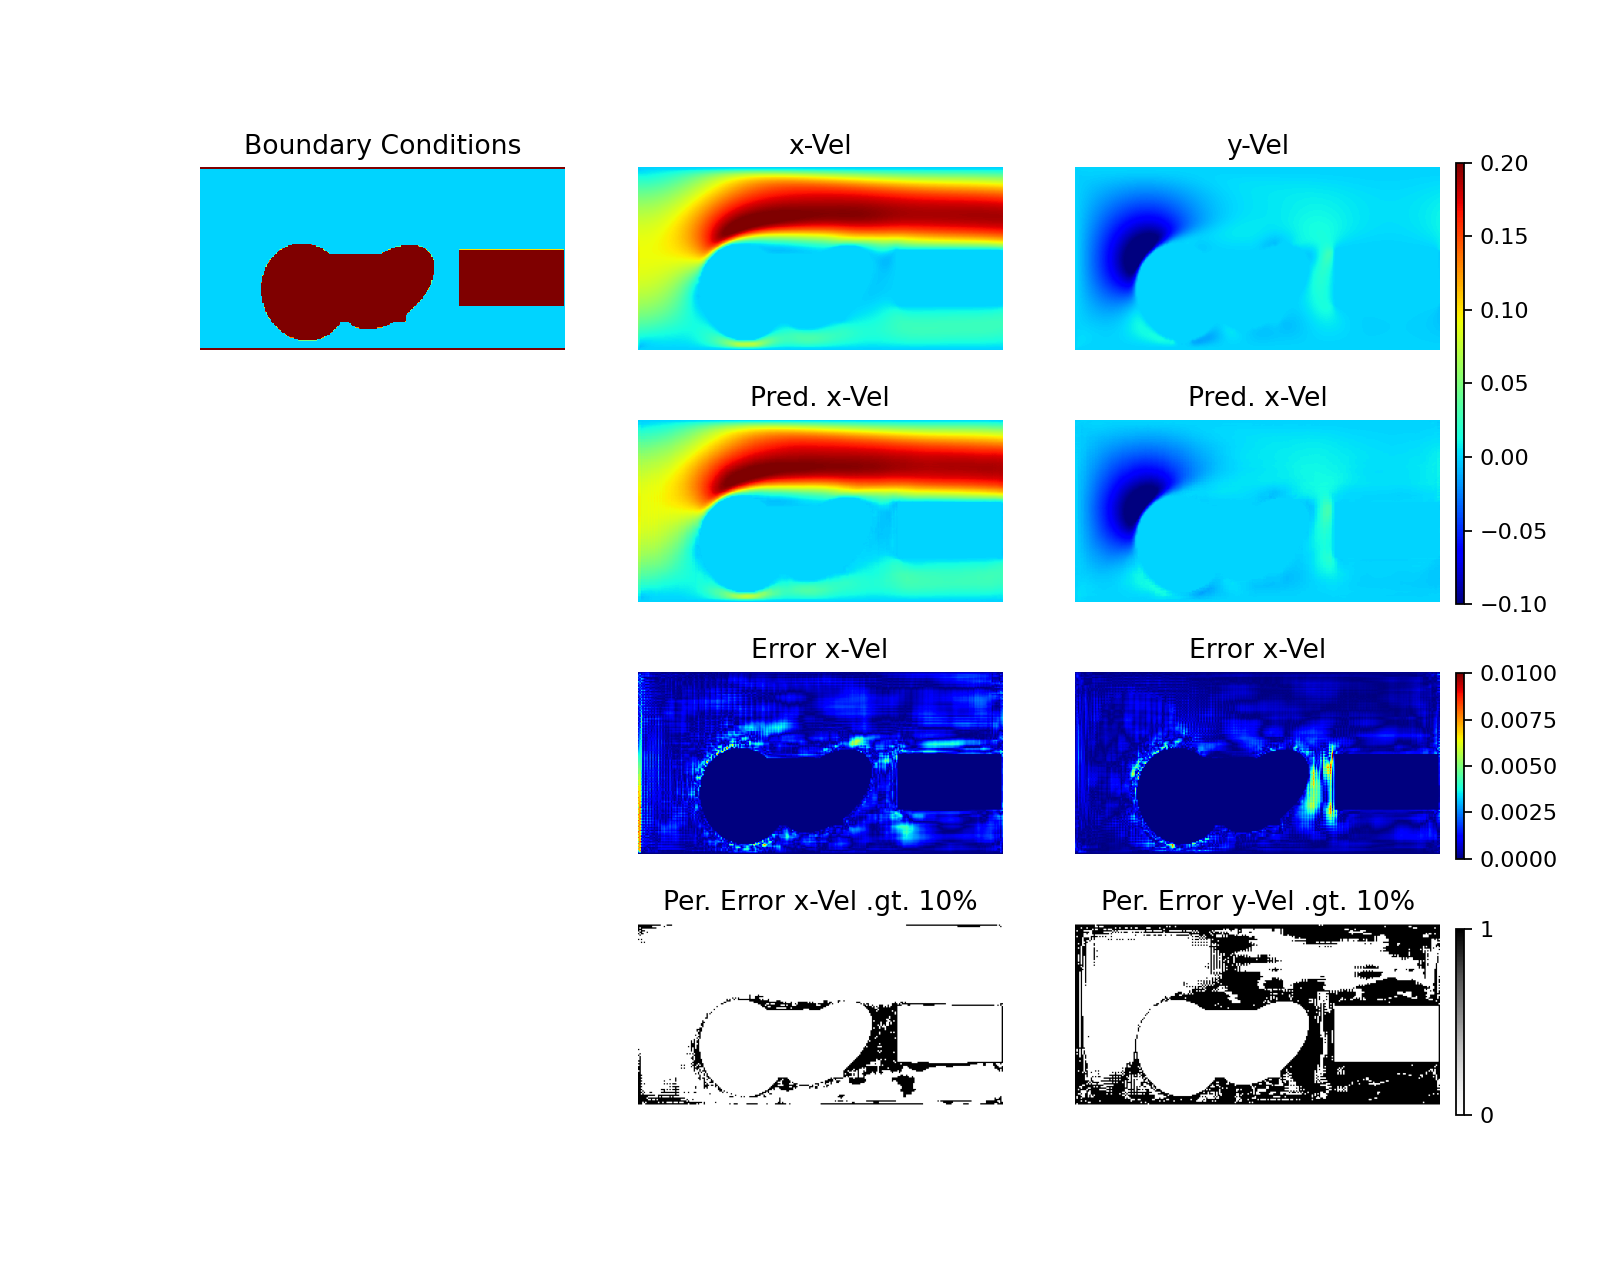 Boundary Conditions
x-Vel
y-Vel
0.20
0.15
0.10
0.05
0.00
−0.05
−0.10
Pred. x-Vel
Pred. x-Vel
Error x-Vel
Error x-Vel
0.0100
0.0075
0.0050
0.0025
0.0000
Per. Error x-Vel .gt. 10%
Per. Error y-Vel .gt. 10%
1
0